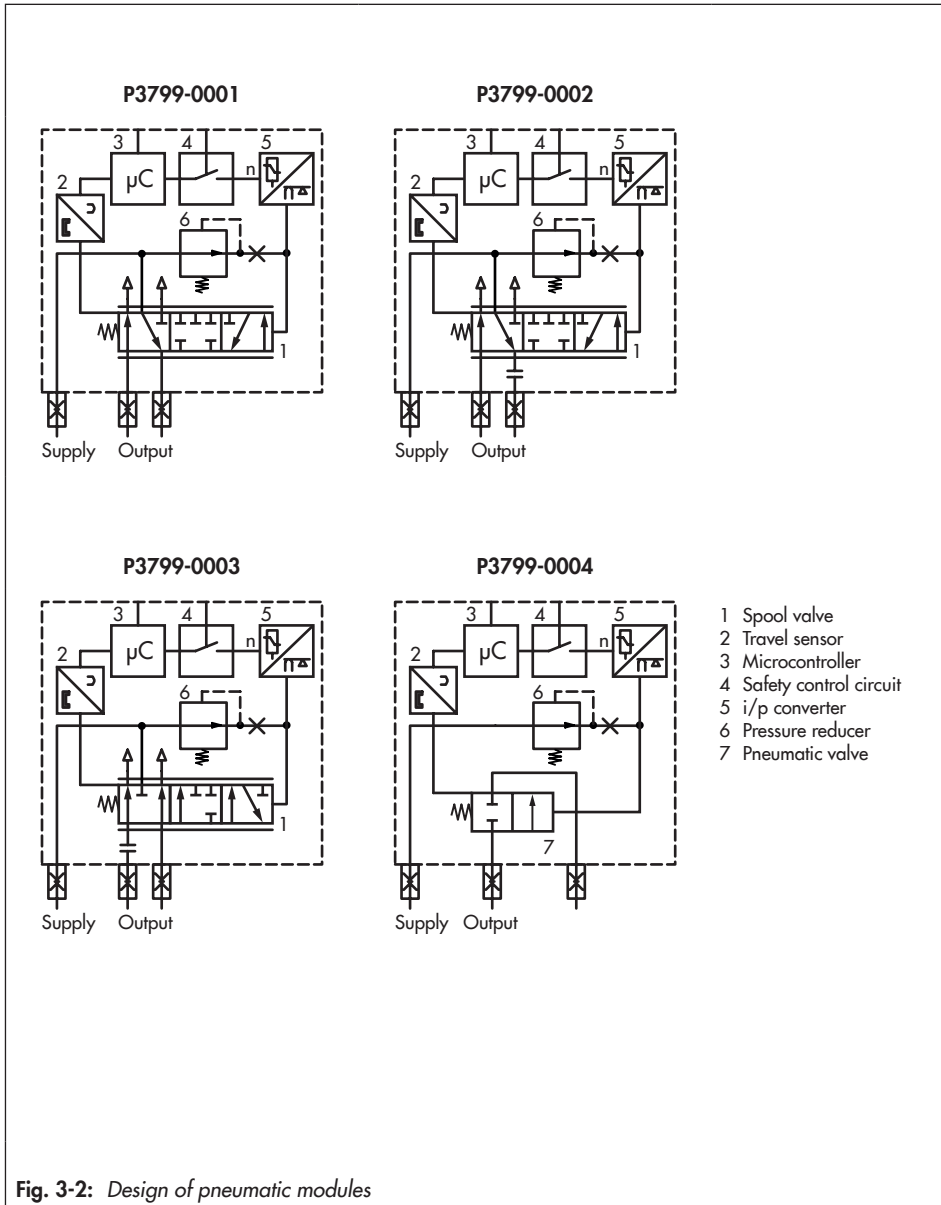 P3799-0001
P3799-0002
3
4
5
2
µC
n
6
1
Supply
Output
3
4
5
2
µC
n
6
1
Supply
Output
P3799-0003
P3799-0004
3
4
5
2
µC
n
6
1
Supply
Output
3
4
5
2
µC
n
6
7
Supply
Output
1 Spool valve
2 Travel sensor
3 Microcontroller
4 Safety control circuit
5 i/p converter
6 Pressure reducer
7 Pneumatic valve
Fig. 3-2: Design of pneumatic modules